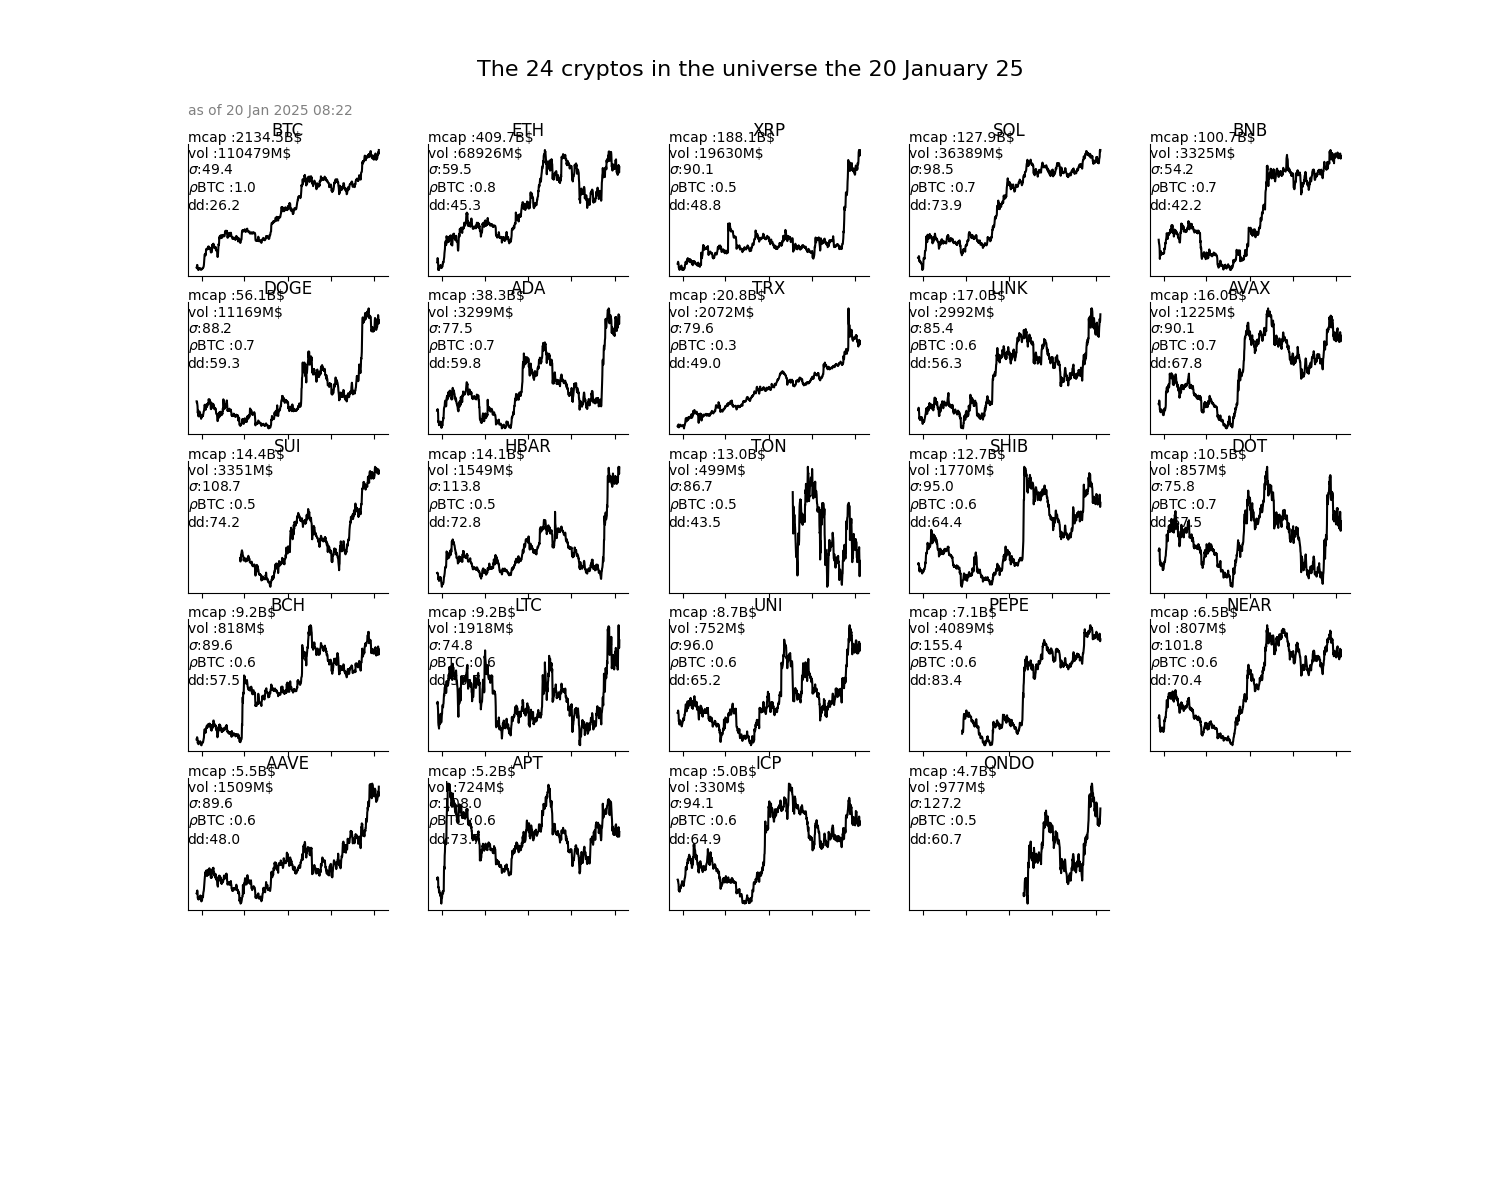 The 24 cryptos in the universe the 20 January 25
as of 20 Jan 2025 08:22
BTC
mcap :2134.5B$
vol :110479M$
σ:49.4
ρBTC :1.0
dd:26.2
ETH
mcap :409.7B$
vol :68926M$
σ:59.5
ρBTC :0.8
dd:45.3
XRP
mcap :188.1B$
vol :19630M$
σ:90.1
ρBTC :0.5
dd:48.8
SOL
mcap :127.9B$
vol :36389M$
σ:98.5
ρBTC :0.7
dd:73.9
BNB
mcap :100.7B$
vol :3325M$
σ:54.2
ρBTC :0.7
dd:42.2
DOGE
mcap :56.1B$
vol :11169M$
σ:88.2
ρBTC :0.7
dd:59.3
ADA
mcap :38.3B$
vol :3299M$
σ:77.5
ρBTC :0.7
dd:59.8
TRX
mcap :20.8B$
vol :2072M$
σ:79.6
ρBTC :0.3
dd:49.0
LINK
mcap :17.0B$
vol :2992M$
σ:85.4
ρBTC :0.6
dd:56.3
AVAX
mcap :16.0B$
vol :1225M$
σ:90.1
ρBTC :0.7
dd:67.8
SUI
mcap :14.4B$
vol :3351M$
σ:108.7
ρBTC :0.5
dd:74.2
HBAR
mcap :14.1B$
vol :1549M$
σ:113.8
ρBTC :0.5
dd:72.8
TON
mcap :13.0B$
vol :499M$
σ:86.7
ρBTC :0.5
dd:43.5
SHIB
mcap :12.7B$
vol :1770M$
σ:95.0
ρBTC :0.6
dd:64.4
DOT
mcap :10.5B$
vol :857M$
σ:75.8
ρBTC :0.7
BCH
mcap :9.2B$
vol :818M$
σ:89.6
ρBTC :0.6
dd:57.5
LTC
mcap :9.2B$
vol :1918M$
σ:74.8
ρBTC :0.6
UNI
mcap :8.7B$
vol :752M$
σ:96.0
ρBTC :0.6
dd:65.2
PEPE
mcap :7.1B$
vol :4089M$
σ:155.4
ρBTC :0.6
dd:83.4
NEAR
mcap :6.5B$
vol :807M$
σ:101.8
ρBTC :0.6
dd:70.4
AAVE
mcap :5.5B$
vol :1509M$
σ:89.6
ρBTC :0.6
dd:48.0
APT
mcap :5.2B$
vol :724M$
σ:108.0
ρBTC :0.6
ICP
mcap :5.0B$
vol :330M$
σ:94.1
ρBTC :0.6
dd:64.9
ONDO
mcap :4.7B$
vol :977M$
σ:127.2
ρBTC :0.5
dd:60.7